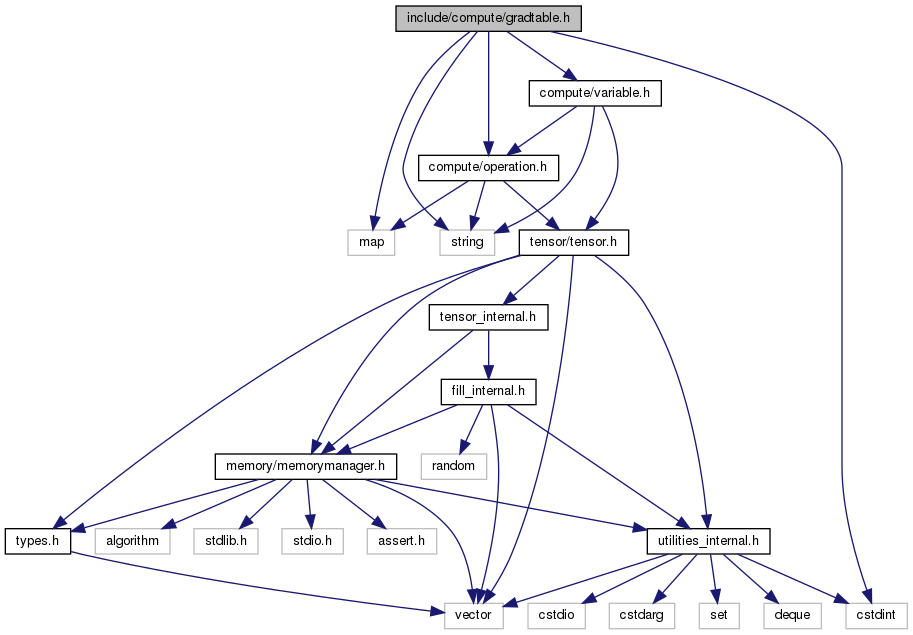 include/compute/gradtable.h
compute/variable.h
compute/operation.h
map
string
tensor/tensor.h
tensor_internal.h
fill_internal.h
memory/memorymanager.h
random
types.h
algorithm
stdlib.h
stdio.h
assert.h
utilities_internal.h
vector
cstdio
cstdarg
set
deque
cstdint